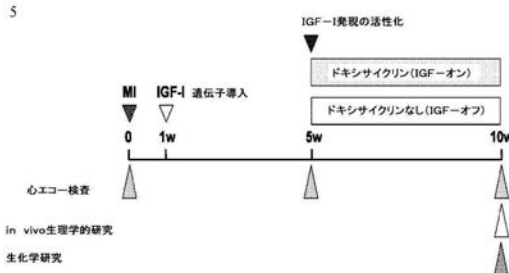 5
IGF-I発現の活性化
ドキシサイクリン(IGF-オン)
MI IGF-I 遺伝子導入
ドキシサイクリンなし(IGF-オフ)
0 1w 5w 10w
心エコー検査
in vivo生理学的研究
生化学研究